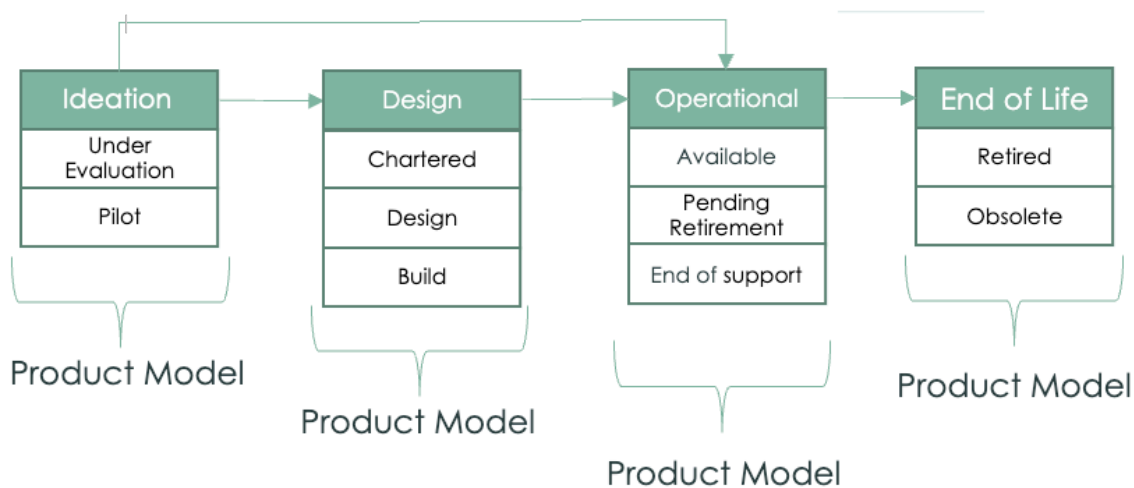 Ideation
Under
Evaluation
Pilot
Product Model
Design
Chartered
Design
Build
Product Model
Operational
Available
Pending
Retirement
End of support
Product Model
End of Life
Retired
Obsolete
Product Model